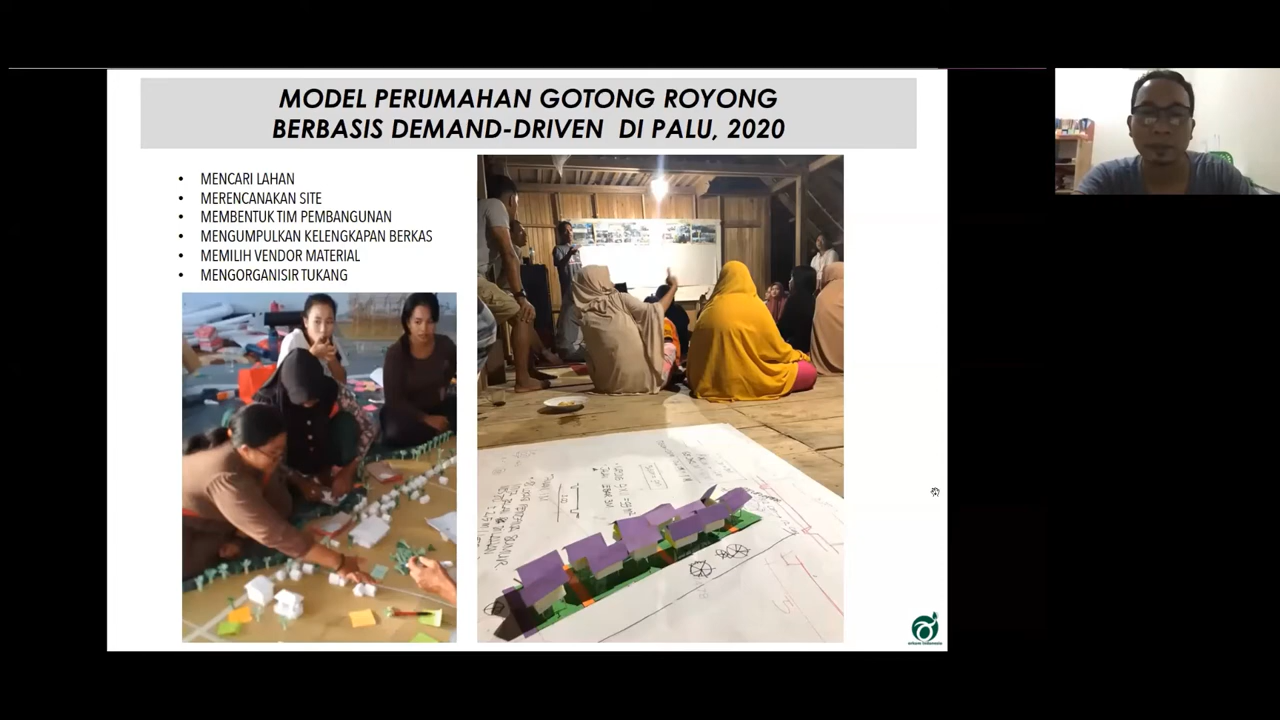 MODEL PERUMAHAN GOTONG ROYONG
BERBASIS DEMAND-DRIVEN DI PALU, 2020
• MENCARI LAHAN
• MERENCANAKAN SITE
• MEMBENTUK TIM PEMBANGUNAN
• MENGUMPULKAN KELENGKAPAN BERKAS
• MEMILIH VENDOR MATERIAL
• MENGORGANISIR TUKANG